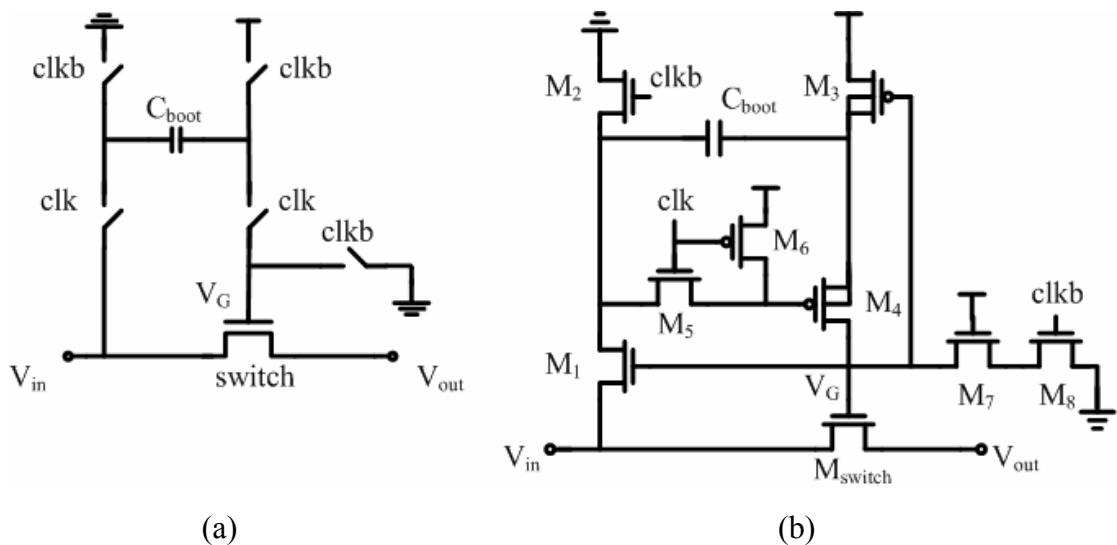 clkb
clkb
C_boot
clk
clk
clkb
V_G
V_in
switch
V_out
(a)
M_2
clkb
M_3
C_boot
clk
M_6
M_4
clkb
M_5
M_1
V_G
M_7
M_8
V_in
M_switch
V_out
(b)